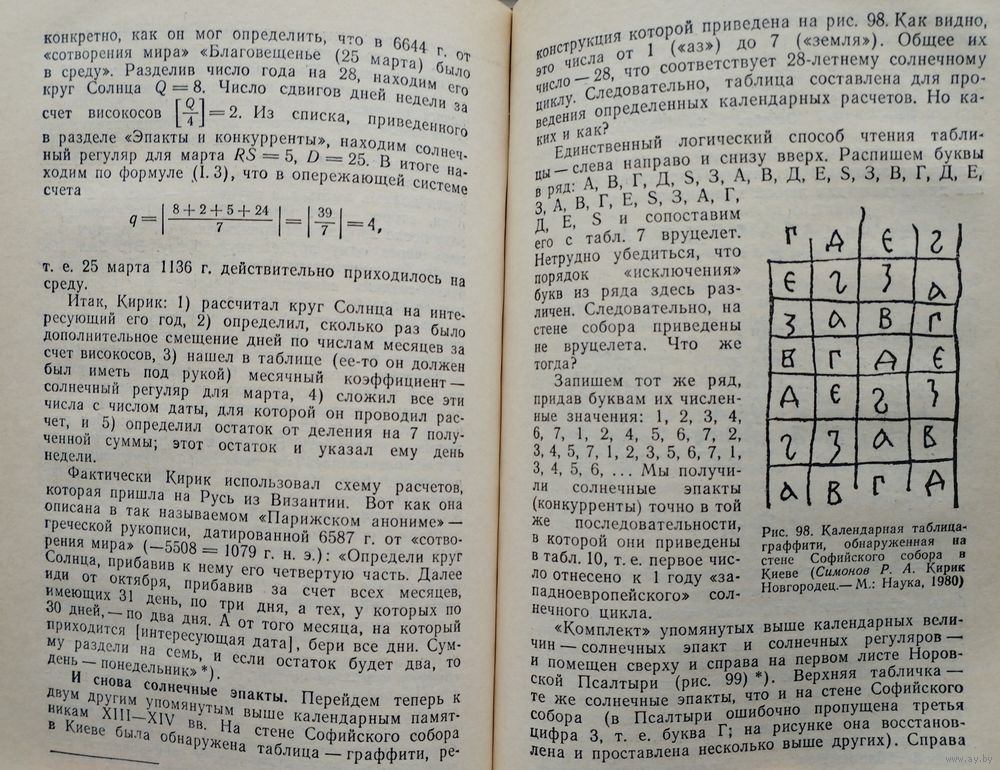 конкретно, как он мог определить, что в 6644 г. от
«сотворения мира» «Благовещенье (25 марта) было
в среду». Разделив число года на 28, находим его
круг Солнца Q = 8. Число сдвигов дней недели за
счет високосов [Q/4] = 2. Из списка, приведенного
в разделе «Эпакты и конкурренты», находим солнеч-
ный регуляр для марта RS = 5, D = 25. В итоге на-
ходим по формуле (I.3), что в опережающей системе
счета
q = | 8 + 2 + 5 + 24 / 7 | = | 39 / 7 | = 4,
т. е. 25 марта 1136 г. действительно приходилось на
среду.
Итак, Кирик: 1) рассчитал круг Солнца на инте-
ресующий его год, 2) определил, сколько раз было
дополнительное смещение дней по числам месяцев за
счет високосов, 3) нашел в таблице (ее-то он должен
был иметь под рукой) месячный коэффициент —
солнечный регуляр для марта, 4) сложил все эти
числа с числом даты, для которой он проводил рас-
чет, и 5) определил остаток от деления на 7 полу-
ченной суммы; этот остаток и указал ему день
недели.
Фактически Кирик использовал схему расчетов,
которая пришла на Русь из Византии. Вот как она
описана в так называемом «Парижском анониме» —
греческой рукописи, датированной 6587 г. от «сотво-
рения мира» (−5508 = 1079 г. н. э.): «Определи круг
Солнца, прибавив к нему его четвертую часть. Далее
иди от октября, прибавив за счет всех месяцев,
имеющих 31 день, по три дня, а тех, у которых по
30 дней, — по два дня. А от того месяца, на который
приходится [интересующая дата], бери все дни. Сум-
му раздели на семь, и если остаток будет два, то
день — понедельник» *).
И снова солнечные эпакты. Перейдем теперь к
двум другим упомянутым выше календарным памят-
никам XIII—XIV вв. На стене Софийского собора
в Киеве была обнаружена таблица — граффити, ре-
конструкция которой приведена на рис. 98. Как видно,
это числа от 1 («аз») до 7 («земля»). Общее их
число — 28, что соответствует 28-летнему солнечному
циклу. Следовательно, таблица составлена для про-
ведения определенных календарных расчетов. Но ка-
ких и как?
Единственный логический способ чтения табли-
цы — слева направо и снизу вверх. Распишем буквы
в ряд: А, В, Г, Д, Ѕ, З, А, В, Д, Е, Ѕ, З, В, Г, Д, Е,
З, А, В, Г, Е, Ѕ, З, А, Г,
Д, Е, Ѕ и сопоставим
его с табл. 7 вруцелет.
Нетрудно убедиться, что
порядок «исключения»
букв из ряда здесь раз-
личен. Следовательно, на
стене собора приведены
не вруцелета. Что же
тогда?
Запишем тот же ряд,
придав буквам их числен-
ные значения: 1, 2, 3, 4,
6, 7, 1, 2, 4, 5, 6, 7, 2,
3, 4, 5, 7, 1, 2, 3, 5, 6, 7, 1,
3, 4, 5, 6, ... Мы получи-
ли солнечные эпакты
(конкурренты) точно в той
же последовательности,
в которой они приведены
в табл. 10, т. е. первое чис-
ло отнесено к 1 году «за-
падноевропейского» сол-
нечного цикла.
Г Д Є Ѕ
Є Ѕ З А
З А В Г
В Г Д Є
Д Є Ѕ З
Ѕ З А В
А В Г Д
Рис. 98. Календарная таблица-
граффити, обнаруженная на
стене Софийского собора в
Киеве (Симонов Р. А. Кирик
Новгородец.— М.: Наука, 1980)
«Комплект» упомянутых выше календарных вели-
чин — солнечных эпакт и солнечных регуляров —
и помещен сверху и справа на первом листе Норов-
ской Псалтыри (рис. 99) *). Верхняя табличка —
те же солнечные эпакты, что и на стене Софийского
собора (в Псалтыри ошибочно пропущена третья
цифра 3, т. е. буква Г; на рисунке она восстанов-
лена и проставлена несколько выше других). Справа
www.ay.by